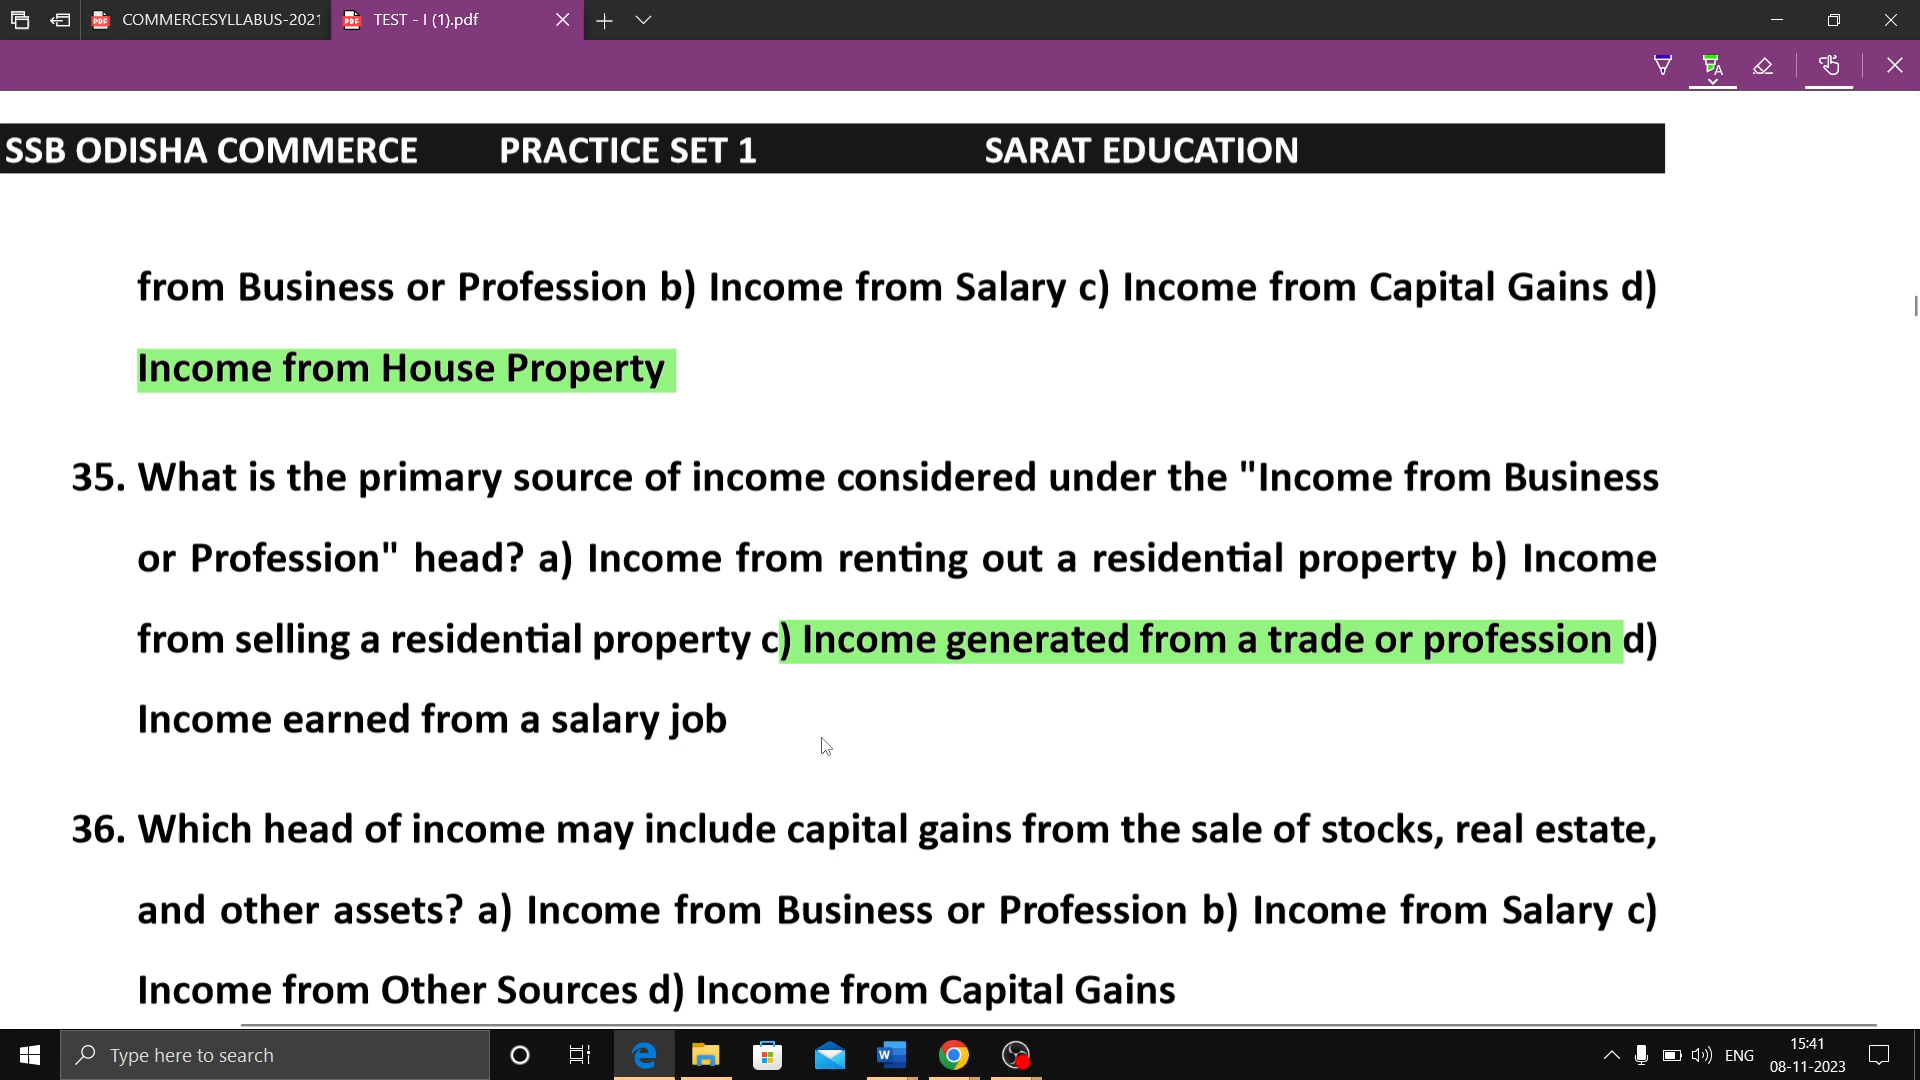 COMMERCESYLLABUS-2021
TEST - I (1).pdf
SSB ODISHA COMMERCE PRACTICE SET 1 SARAT EDUCATION
from Business or Profession b) Income from Salary c) Income from Capital Gains d)
Income from House Property
35. What is the primary source of income considered under the "Income from Business
or Profession" head? a) Income from renting out a residential property b) Income
from selling a residential property c) Income generated from a trade or profession d)
Income earned from a salary job
36. Which head of income may include capital gains from the sale of stocks, real estate,
and other assets? a) Income from Business or Profession b) Income from Salary c)
Income from Other Sources d) Income from Capital Gains
Type here to search
ENG
15:41
08-11-2023